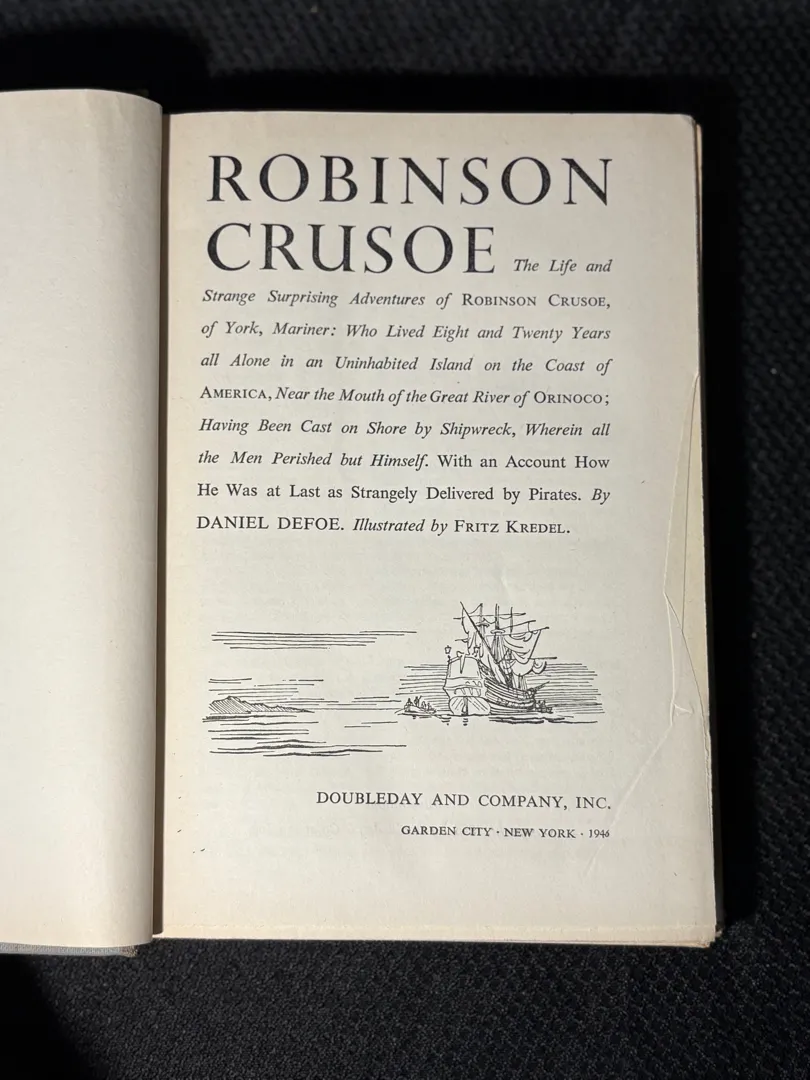 ROBINSON
CRUSOE The Life and
Strange Surprising Adventures of ROBINSON CRUSOE,
of York, Mariner: Who Lived Eight and Twenty Years
all Alone in an Uninhabited Island on the Coast of
AMERICA, Near the Mouth of the Great River of ORINOCO;
Having Been Cast on Shore by Shipwreck, Wherein all
the Men Perished but Himself. With an Account How
He Was at Last as Strangely Delivered by Pirates. By
DANIEL DEFOE. Illustrated by FRITZ KREDEL.
DOUBLEDAY AND COMPANY, INC.
GARDEN CITY · NEW YORK · 1946